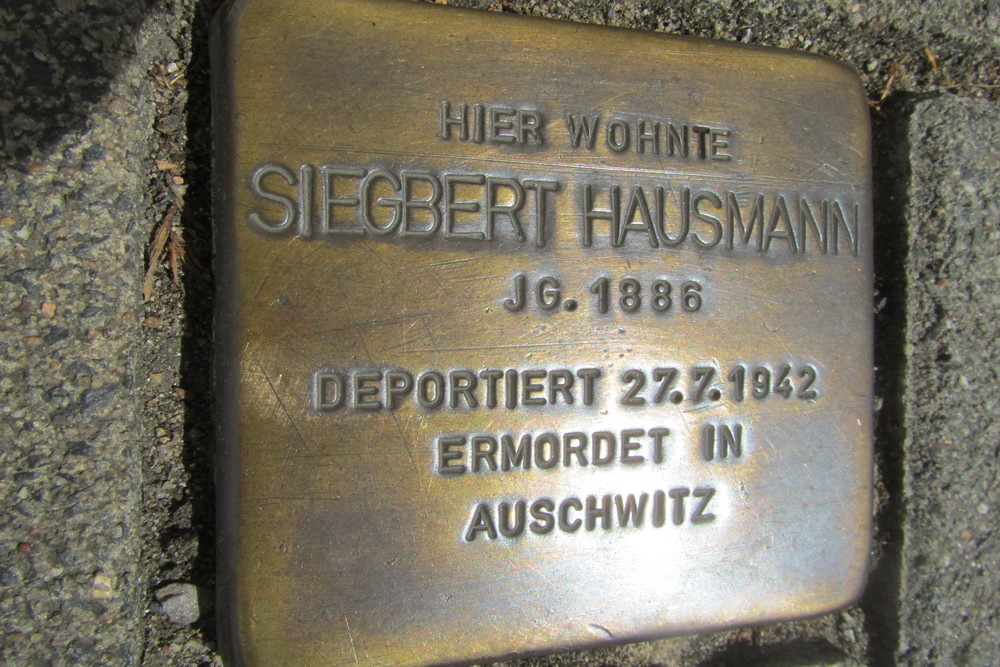 HIER WOHNTE
SIEGBERT HAUSMANN
JG. 1886
DEPORTIERT 27.7.1942
ERMORDET IN
AUSCHWITZ